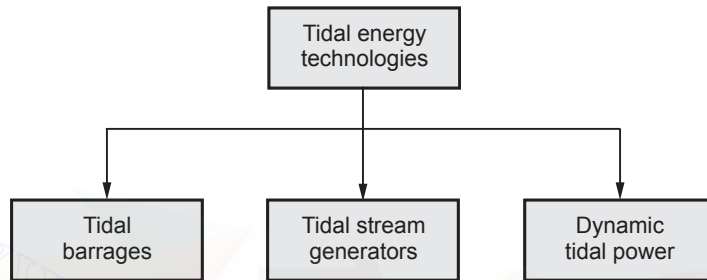 Tidal energy
technologies
Tidal
barrages
Tidal stream
generators
Dynamic
tidal power